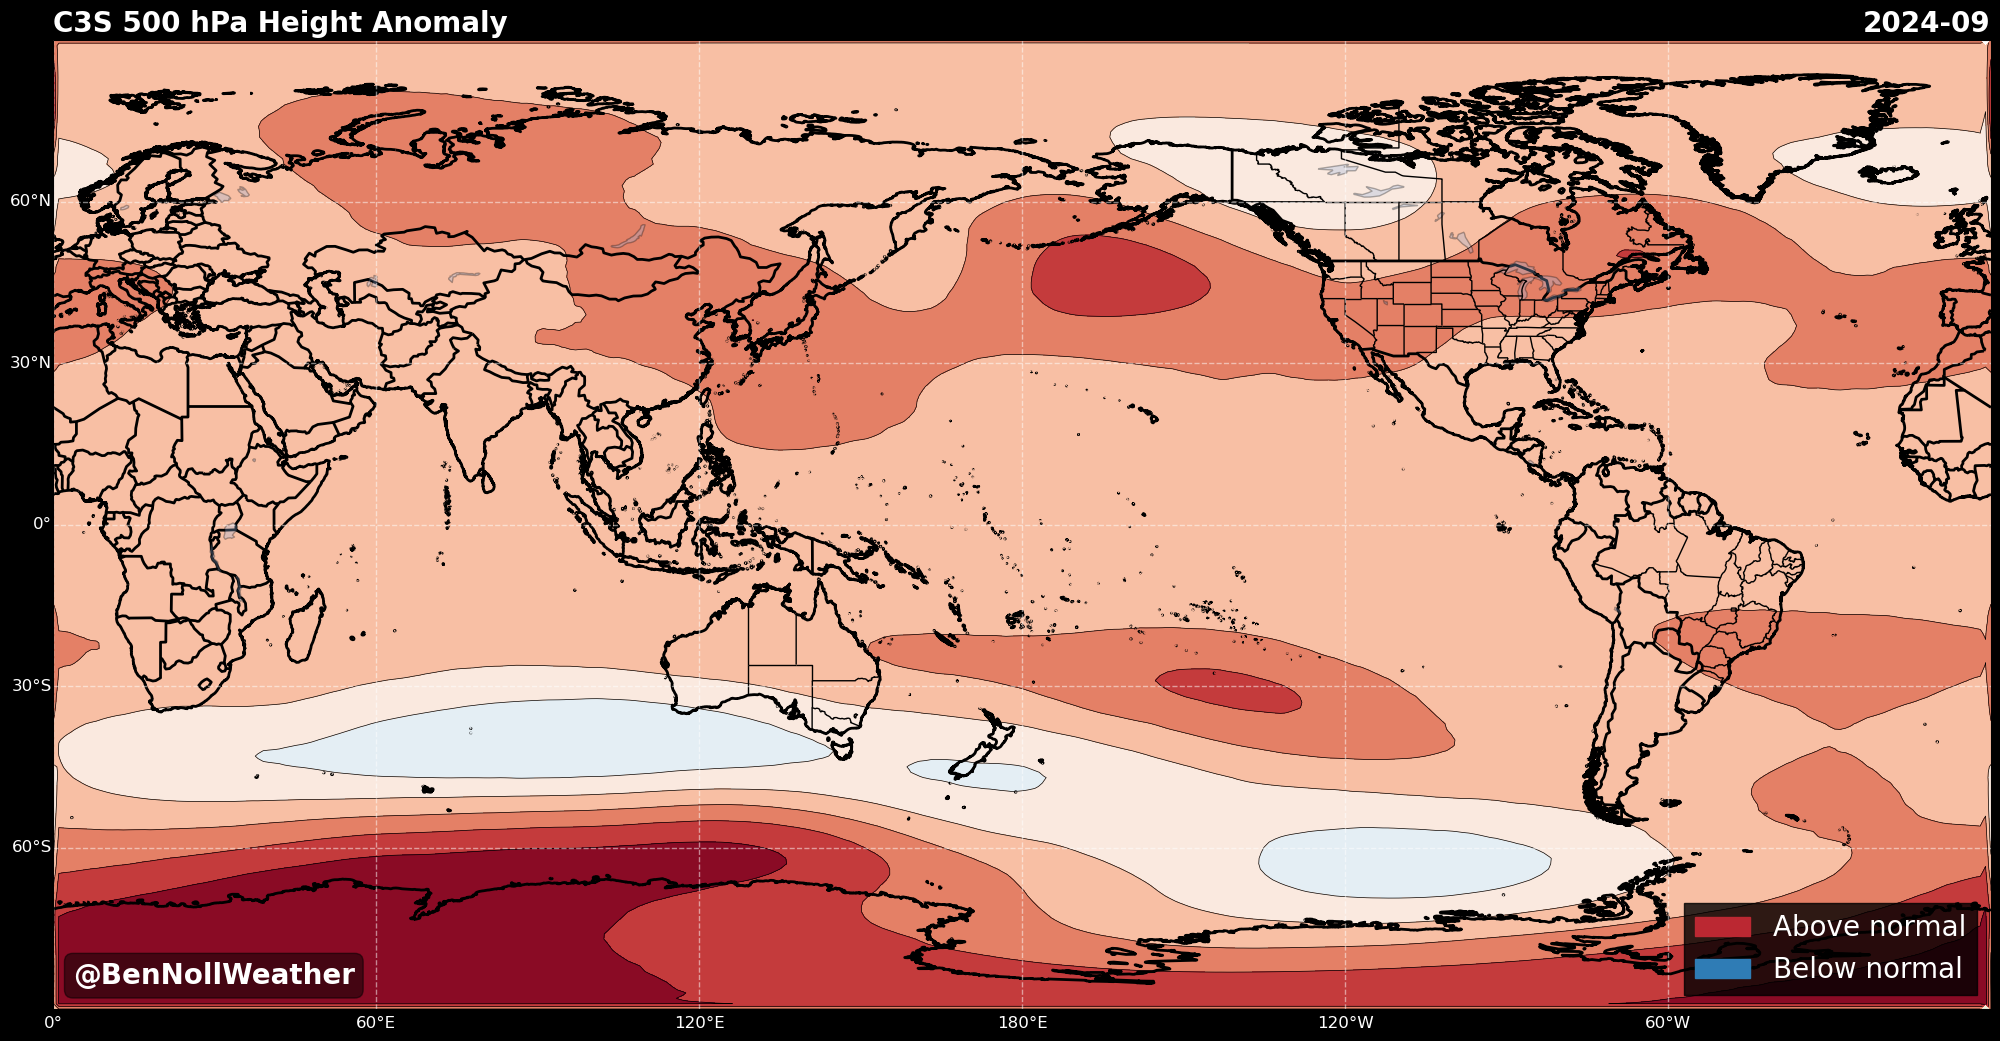 C3S 500 hPa Height Anomaly
2024-09
60°N
30°N
0°
30°S
60°S
Above normal
Below normal
@BenNollWeather
0°
60°E
120°E
180°E
120°W
60°W